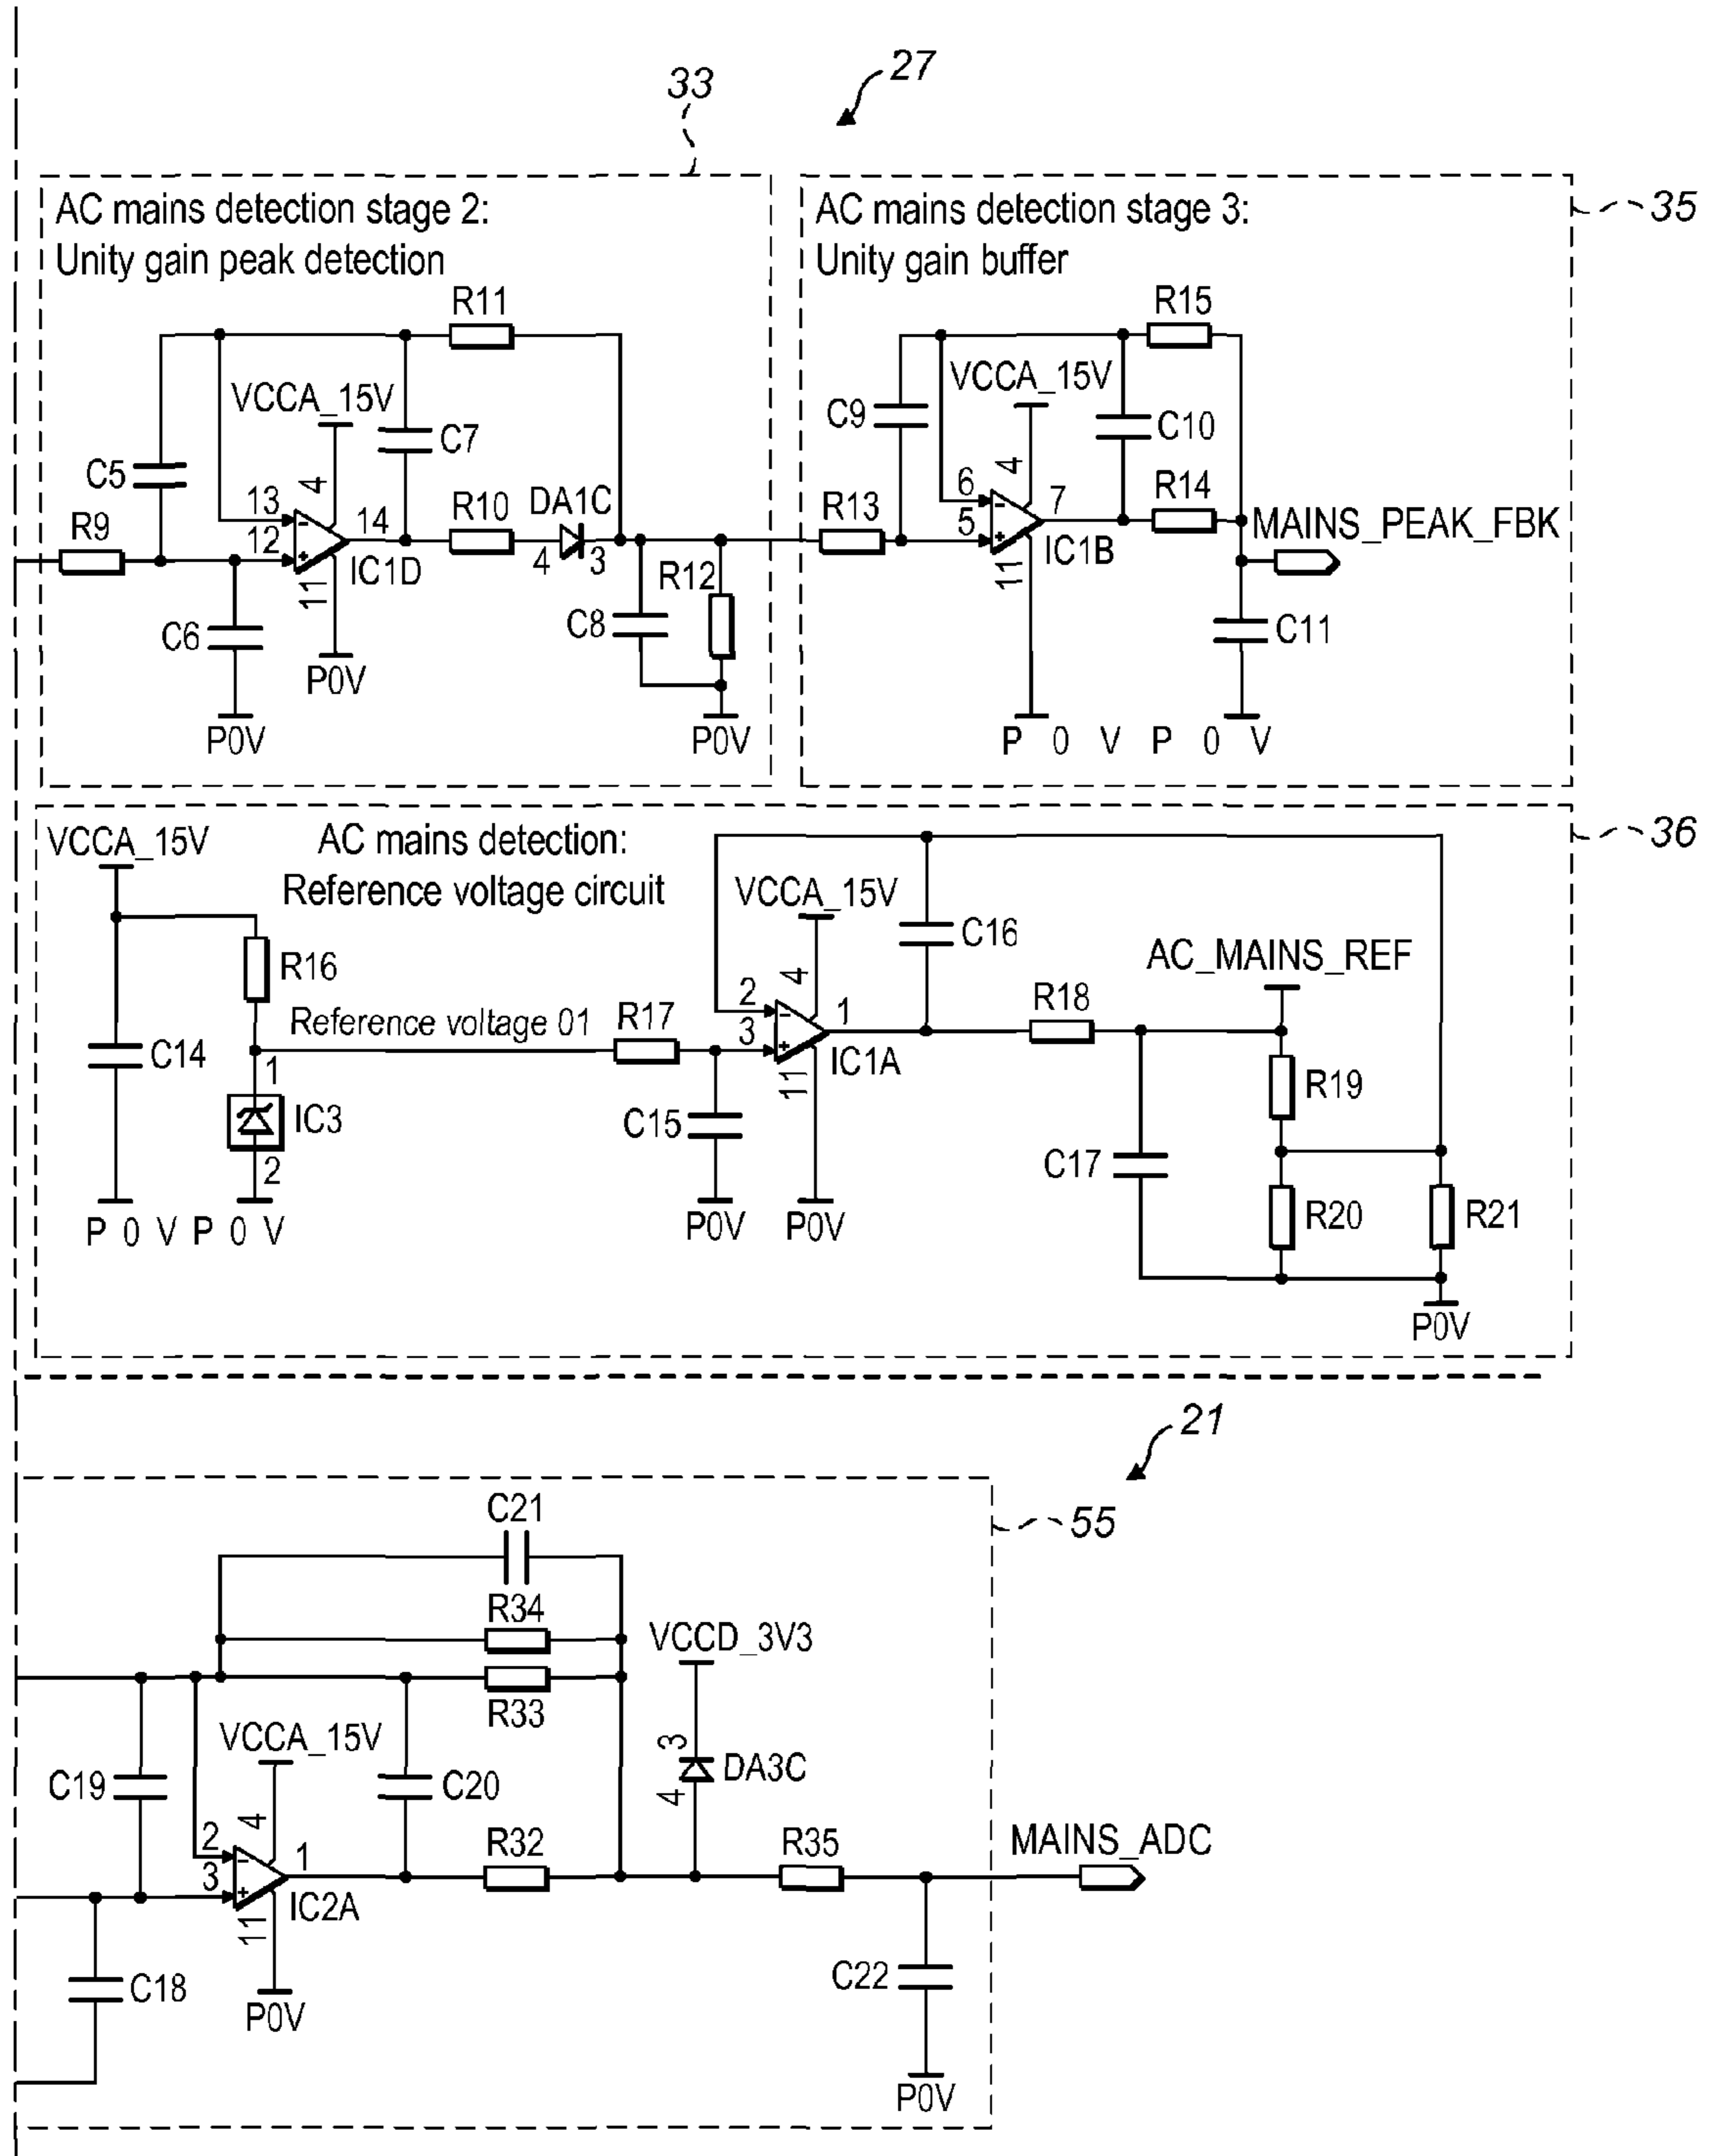 27
33
AC mains detection stage 2:
Unity gain peak detection
R11
VCCA_15V
C7
C5
13
4
14
R10
DA1C
R9
12
IC1D
4
3
11
R12
C6
C8
P0V
P0V
P0V
35
AC mains detection stage 3:
Unity gain buffer
R15
VCCA_15V
C9
C10
4
6
7
R14
R13
5
MAINS_PEAK_FBK
IC1B
11
C11
P 0 V P 0 V
36
VCCA_15V
AC mains detection:
Reference voltage circuit
VCCA_15V
C16
R16
AC_MAINS_REF
4
2
1
R18
Reference voltage 01
R17
3
C14
1
IC1A
11
R19
IC3
C15
C17
2
R20
R21
P 0 V P 0 V
P0V
P0V
P0V
21
55
C21
R34
VCCD_3V3
R33
VCCA_15V
3
C19
C20
DA3C
4
4
2
1
R32
R35
MAINS_ADC
3
IC2A
11
C18
C22
P0V
P0V